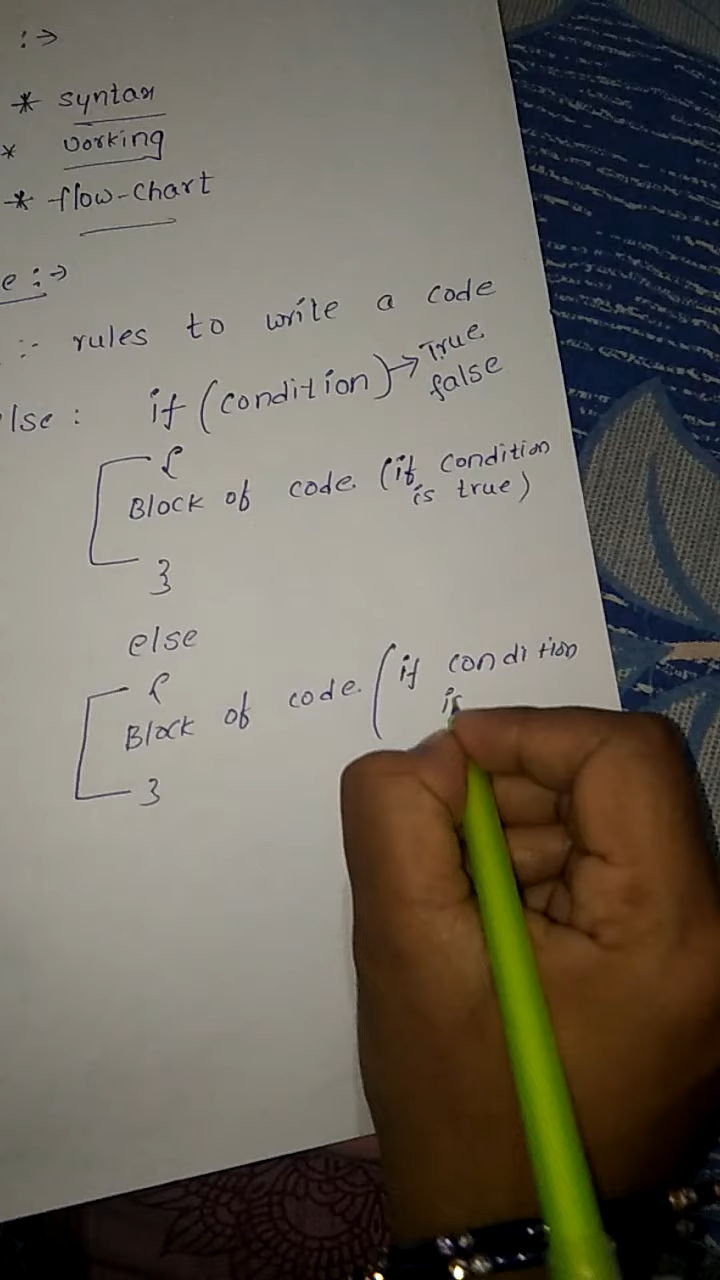 :→
* syntax
* working
* flow-chart
e :→
:- rules to write a code
lse : if (condition) → True
false
{
Block of code (if condition
is true)
}
else
{
Block of code (if condition
is
}